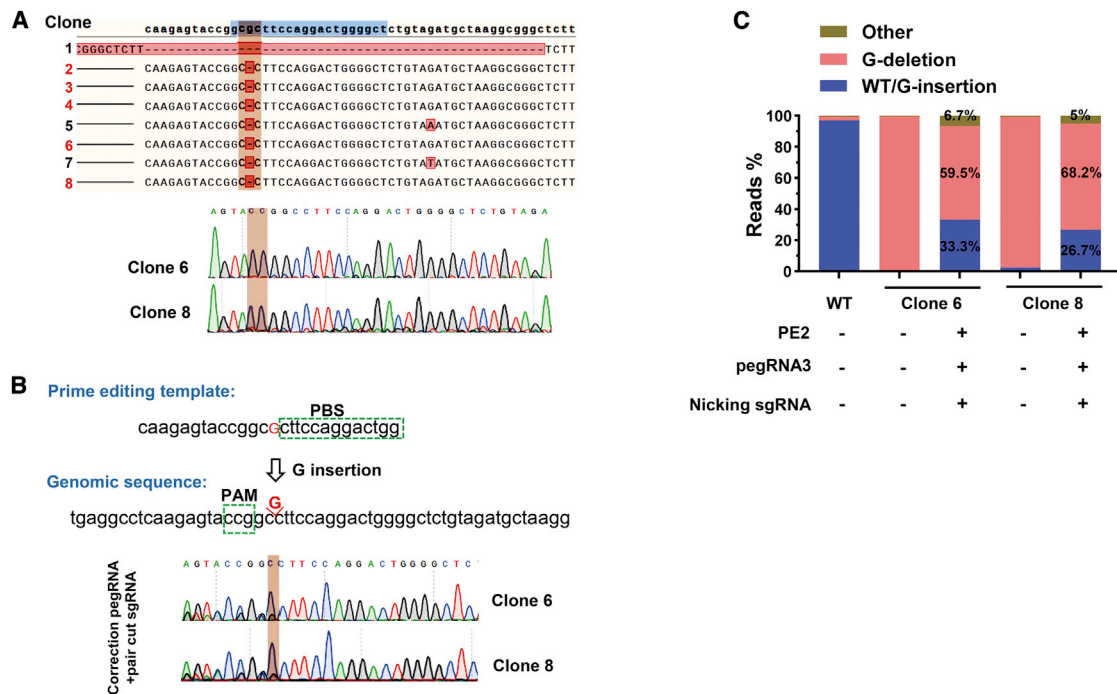 A
Clone
caagagtaccggcgcttccaggactggggctctgtagatgctaaggcgggctctt
1 CGGGCTCTT---------------------------------------------------TCTT
2 CAAGAGTACCGGC-CTTCCAGGACTGGGGCTCTGTAGATGCTAAGGCGGGCTCTT
3 CAAGAGTACCGGC-CTTCCAGGACTGGGGCTCTGTAGATGCTAAGGCGGGCTCTT
4 CAAGAGTACCGGC-CTTCCAGGACTGGGGCTCTGTAGATGCTAAGGCGGGCTCTT
5 CAAGAGTACCGGC-CTTCCAGGACTGGGGCTCTGTAAATGCTAAGGCGGGCTCTT
6 CAAGAGTACCGGC-CTTCCAGGACTGGGGCTCTGTAGATGCTAAGGCGGGCTCTT
7 CAAGAGTACCGGC-CTTCCAGGACTGGGGCTCTGTATATGCTAAGGCGGGCTCTT
8 CAAGAGTACCGGC-CTTCCAGGACTGGGGCTCTGTAGATGCTAAGGCGGGCTCTT
AGTACCGGCCTTCCAGGACTGGGGCTCTGTAGA
Clone 6
Clone 8
B
Prime editing template:
PBS
caagagtaccggcGcttccaggactgg
G insertion
Genomic sequence:
PAM
G
tgaggcctcaagagtaccggccttccaggactggggctctgtagatgctaagg
AGTACCGGCCTTCCAGGACTGGGGCTC
Correction pegRNA
+pair cut sgRNA
Clone 6
Clone 8
C
Other
G-deletion
WT/G-insertion
Reads %
100
80
60
40
20
0
6.7%
59.5%
33.3%
5%
68.2%
26.7%
WT Clone 6 Clone 8
PE2 - - + - +
pegRNA3 - - + - +
Nicking sgRNA - - + - +